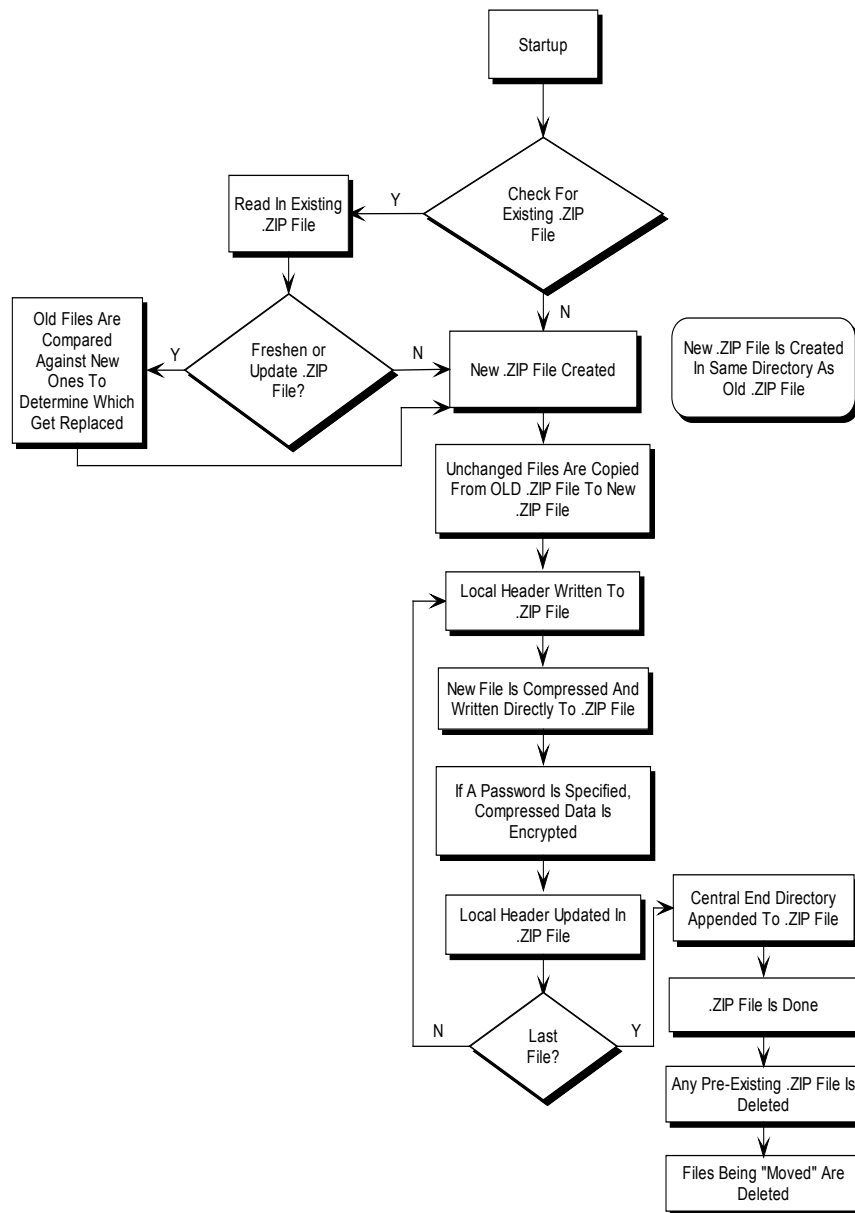 Startup
Check For
Existing .ZIP
File
Y
Read In Existing
.ZIP File
N
Freshen or
Update .ZIP
File?
Y
N
Old Files Are
Compared
Against New
Ones To
Determine Which
Get Replaced
New .ZIP File Created
New .ZIP File Is Created
In Same Directory As
Old .ZIP File
Unchanged Files Are Copied
From OLD .ZIP File To New
.ZIP File
Local Header Written To
.ZIP File
New File Is Compressed And
Written Directly To .ZIP File
If A Password Is Specified,
Compressed Data Is
Encrypted
Local Header Updated In
.ZIP File
Last
File?
N
Y
Central End Directory
Appended To .ZIP File
.ZIP File Is Done
Any Pre-Existing .ZIP File Is
Deleted
Files Being "Moved" Are
Deleted